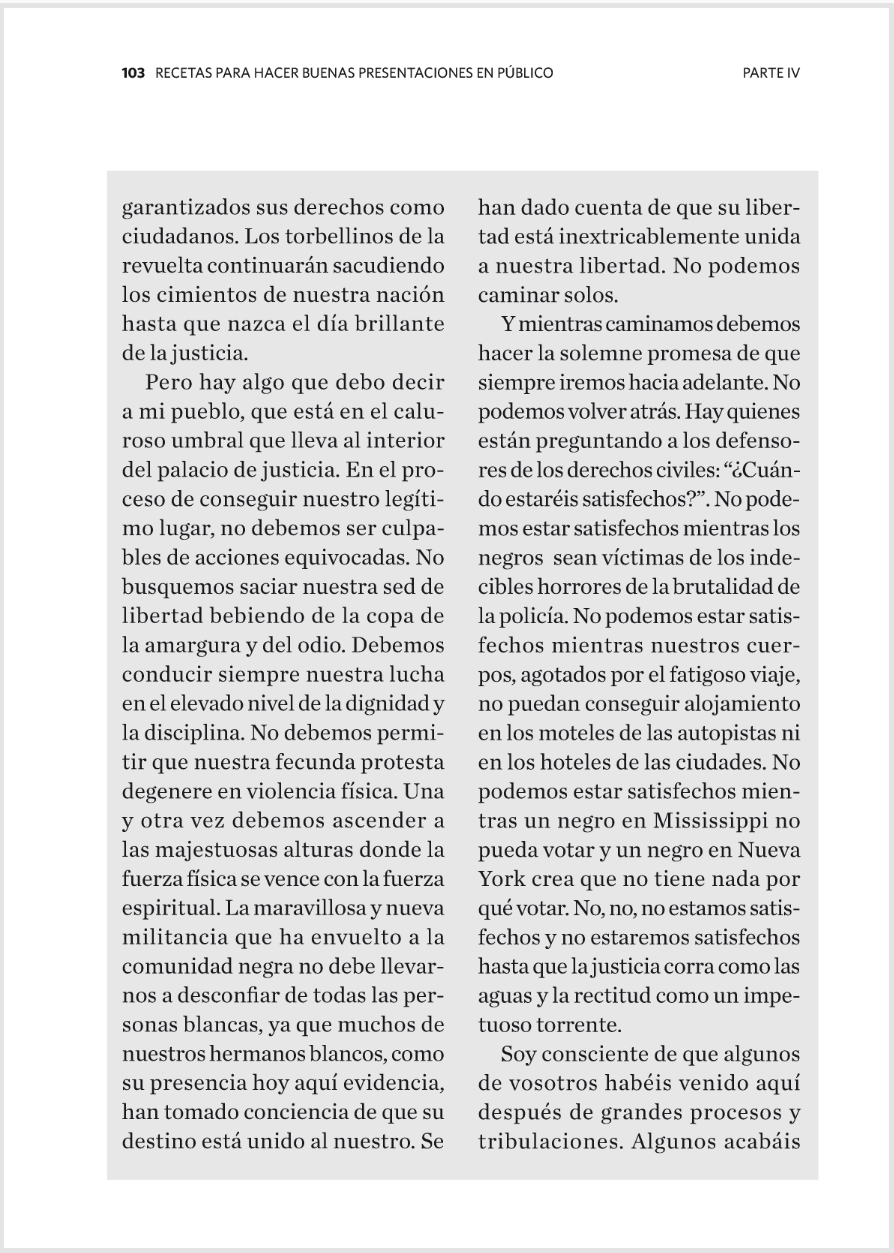 103 RECETAS PARA HACER BUENAS PRESENTACIONES EN PÚBLICO PARTE IV
garantizados sus derechos como
ciudadanos. Los torbellinos de la
revuelta continuarán sacudiendo
los cimientos de nuestra nación
hasta que nazca el día brillante
de la justicia.
Pero hay algo que debo decir
a mi pueblo, que está en el calu-
roso umbral que lleva al interior
del palacio de justicia. En el pro-
ceso de conseguir nuestro legíti-
mo lugar, no debemos ser culpa-
bles de acciones equivocadas. No
busquemos saciar nuestra sed de
libertad bebiendo de la copa de
la amargura y del odio. Debemos
conducir siempre nuestra lucha
en el elevado nivel de la dignidad y
la disciplina. No debemos permi-
tir que nuestra fecunda protesta
degenere en violencia física. Una
y otra vez debemos ascender a
las majestuosas alturas donde la
fuerza física se vence con la fuerza
espiritual. La maravillosa y nueva
militancia que ha envuelto a la
comunidad negra no debe llevar-
nos a desconfiar de todas las per-
sonas blancas, ya que muchos de
nuestros hermanos blancos, como
su presencia hoy aquí evidencia,
han tomado conciencia de que su
destino está unido al nuestro. Se
han dado cuenta de que su liber-
tad está inextricablemente unida
a nuestra libertad. No podemos
caminar solos.
Y mientras caminamos debemos
hacer la solemne promesa de que
siempre iremos hacia adelante. No
podemos volver atrás. Hay quienes
están preguntando a los defenso-
res de los derechos civiles: “¿Cuán-
do estaréis satisfechos?”. No pode-
mos estar satisfechos mientras los
negros sean víctimas de los inde-
cibles horrores de la brutalidad de
la policía. No podemos estar satis-
fechos mientras nuestros cuer-
pos, agotados por el fatigoso viaje,
no puedan conseguir alojamiento
en los moteles de las autopistas ni
en los hoteles de las ciudades. No
podemos estar satisfechos mien-
tras un negro en Mississippi no
pueda votar y un negro en Nueva
York crea que no tiene nada por
qué votar. No, no, no estamos satis-
fechos y no estaremos satisfechos
hasta que la justicia corra como las
aguas y la rectitud como un impe-
tuoso torrente.
Soy consciente de que algunos
de vosotros habéis venido aquí
después de grandes procesos y
tribulaciones. Algunos acabáis